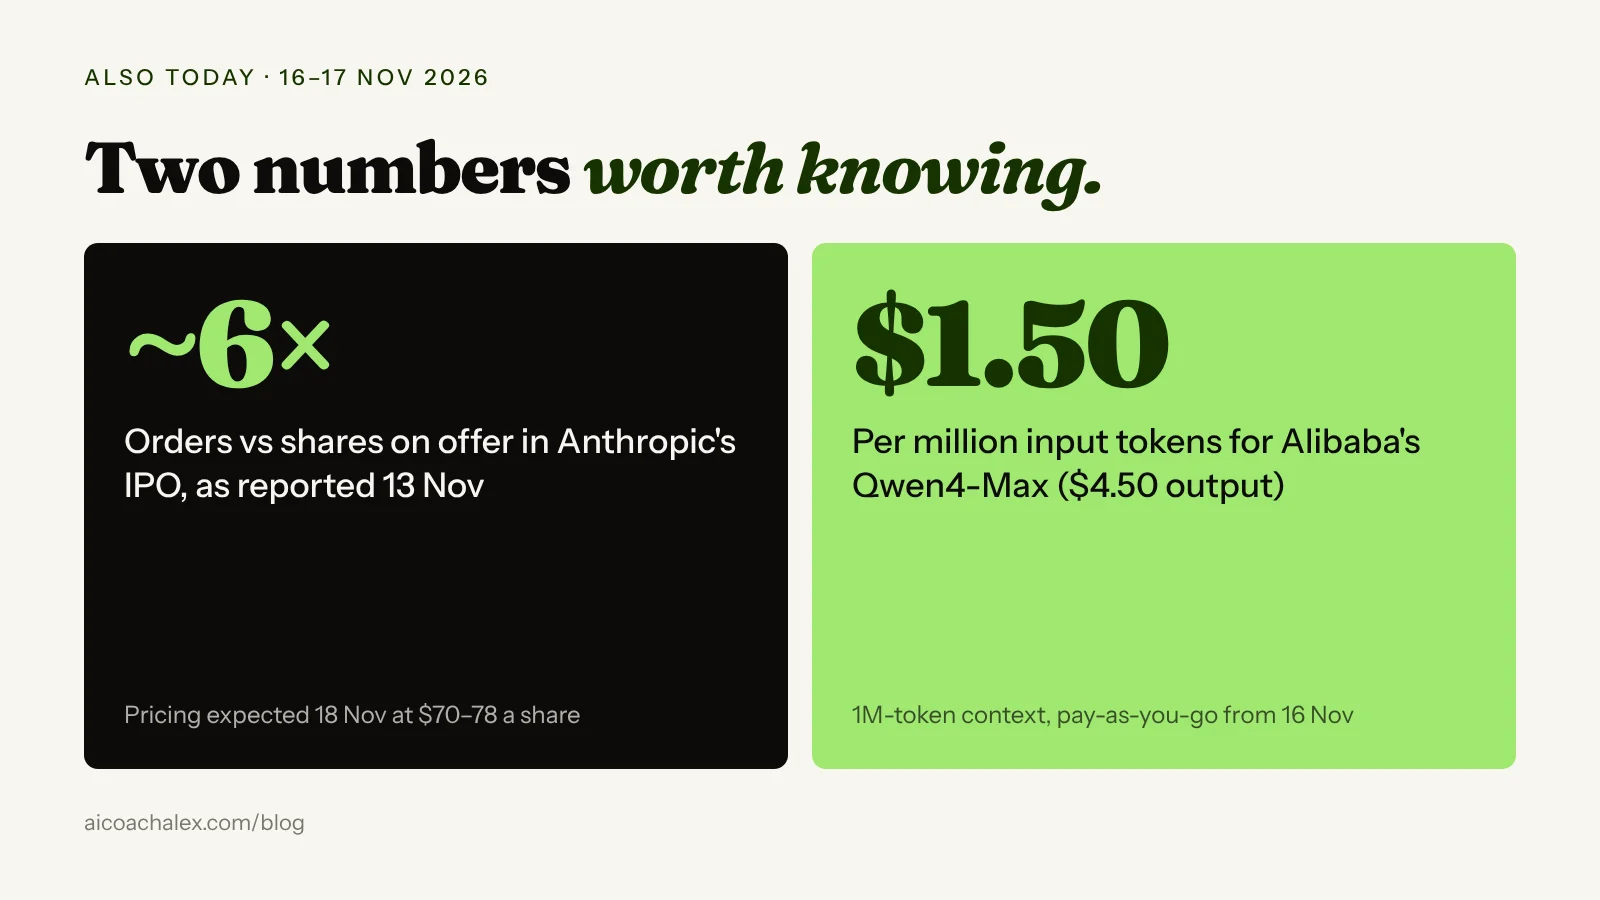 ALSO TODAY · 16–17 NOV 2026
Two numbers worth knowing.
~6×
Orders vs shares on offer in Anthropic's
IPO, as reported 13 Nov
Pricing expected 18 Nov at $70–78 a share
$1.50
Per million input tokens for Alibaba's
Qwen4-Max ($4.50 output)
1M-token context, pay-as-you-go from 16 Nov
aicoachalex.com/blog